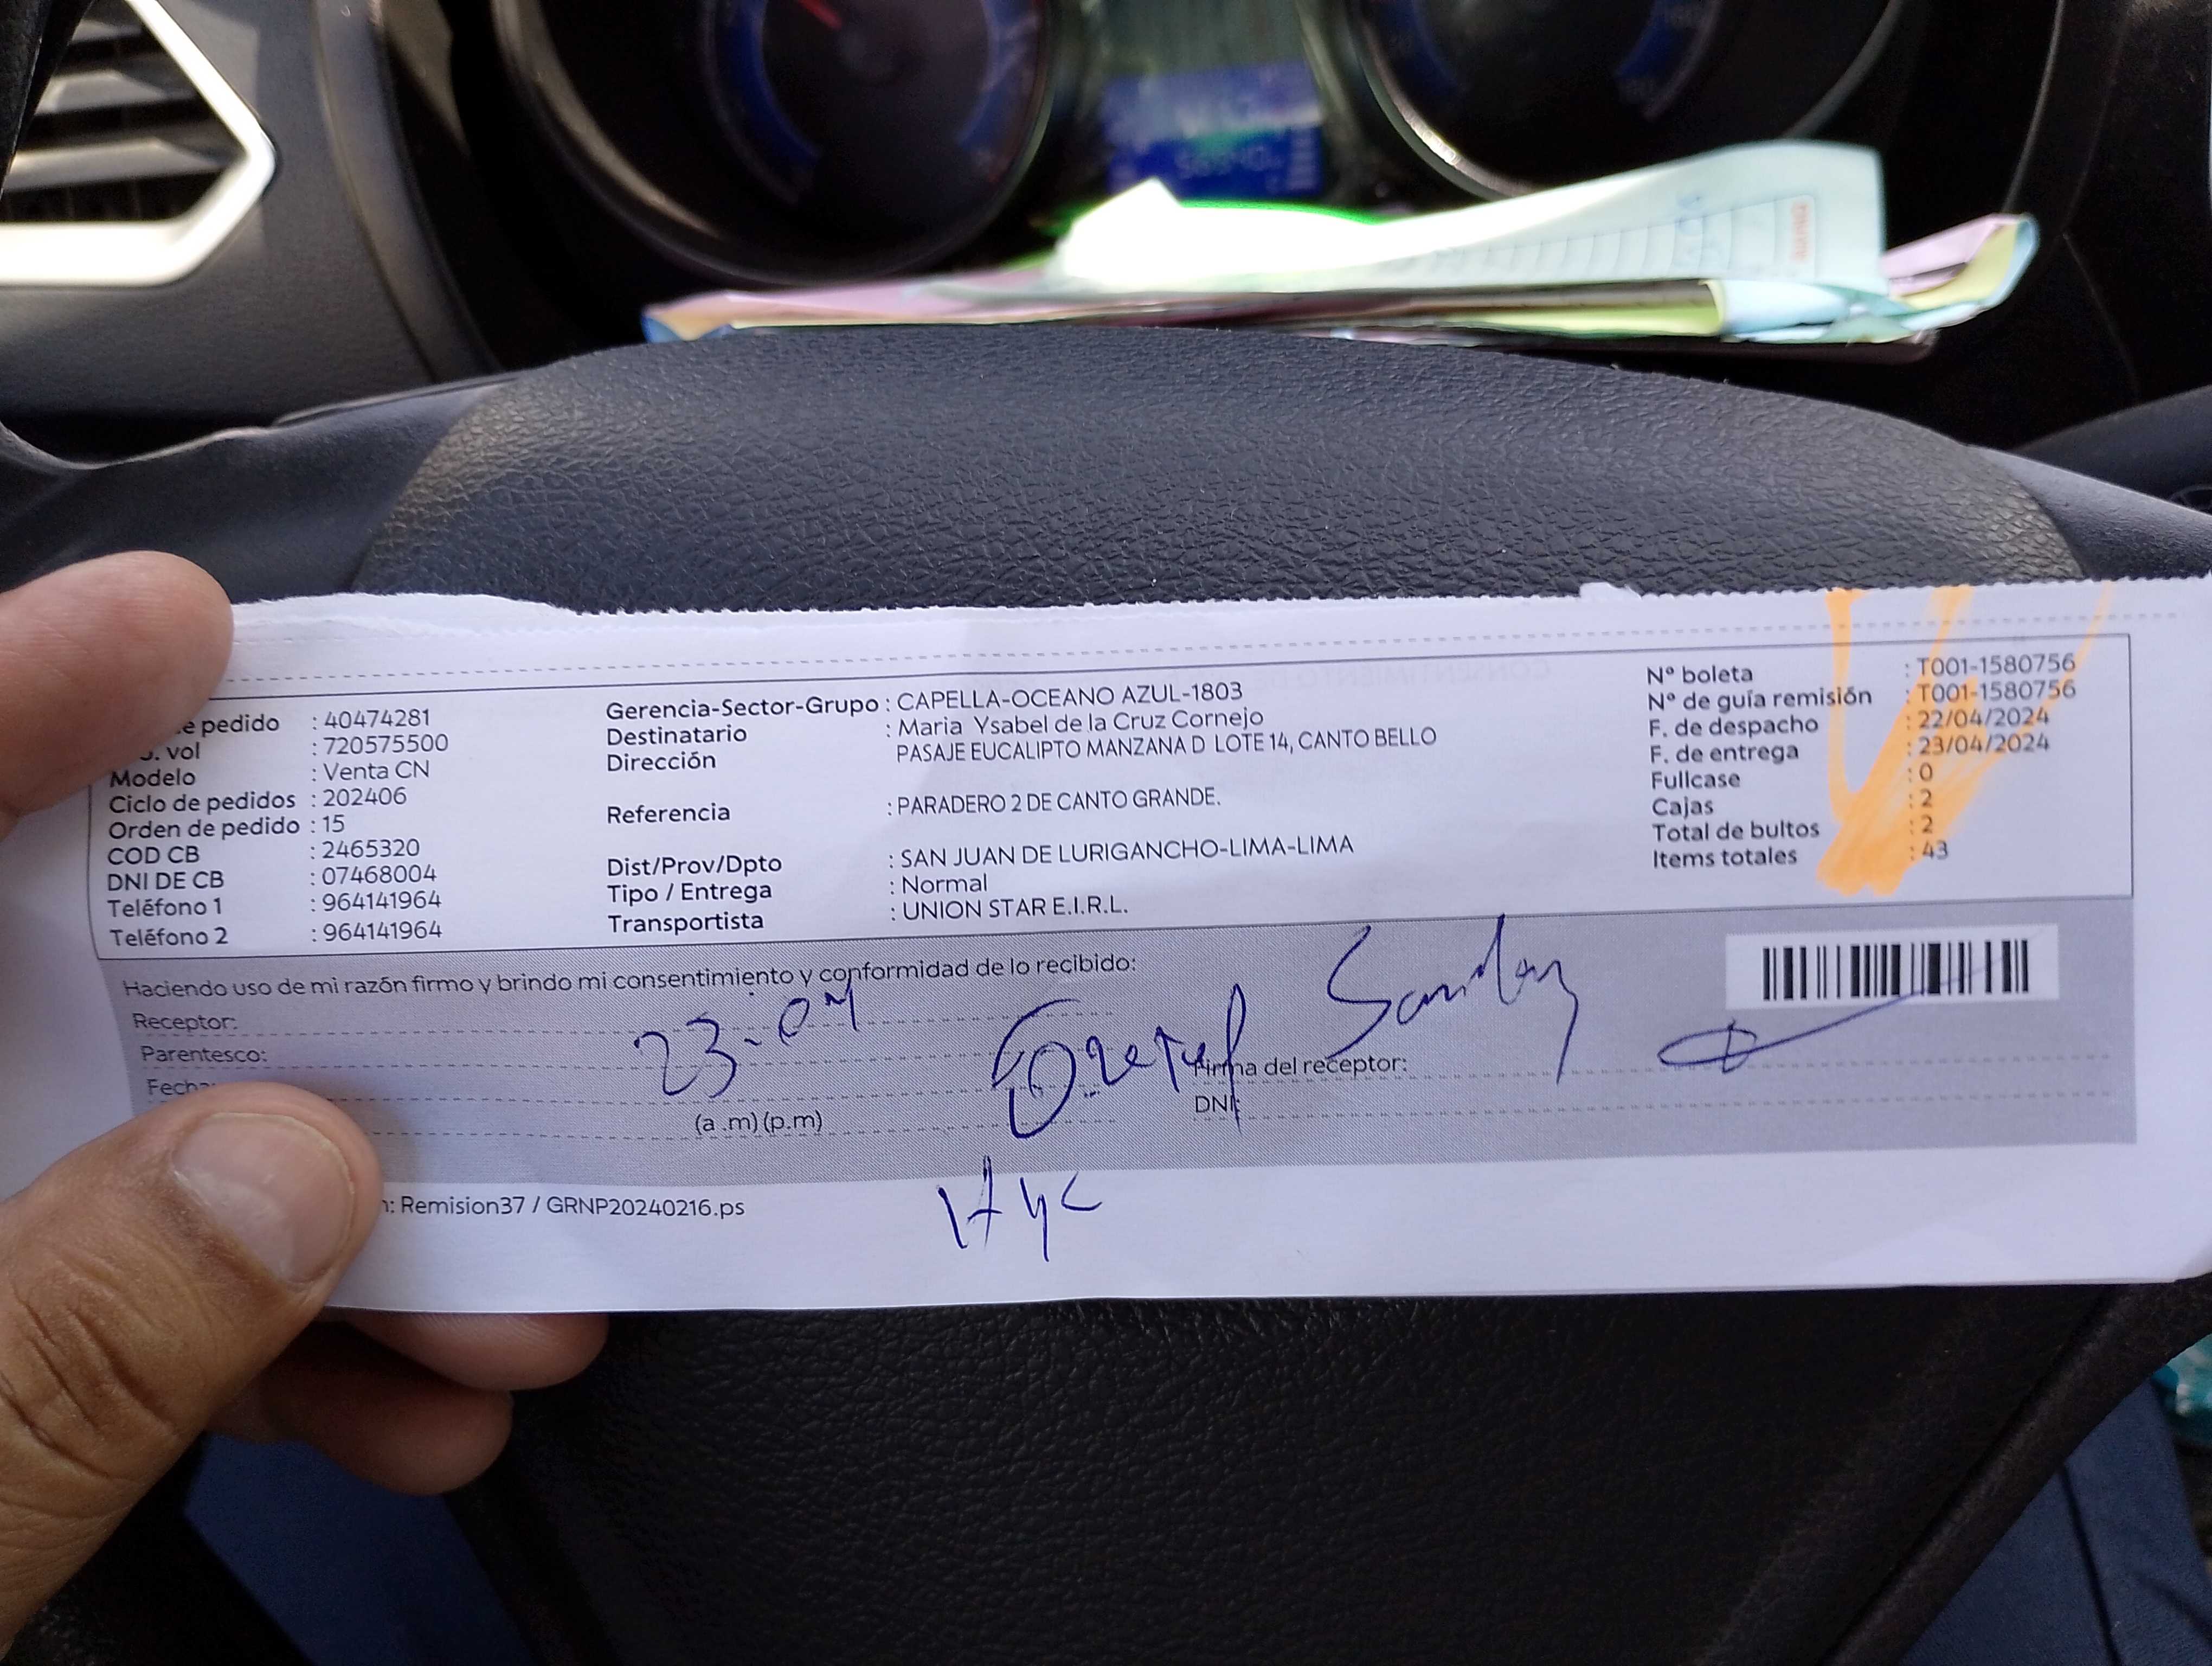 e pedido : 40474281
. vol : 720575500
Modelo : Venta CN
Ciclo de pedidos : 202406
Orden de pedido : 15
COD CB : 2465320
DNI DE CB : 07468004
Teléfono 1 : 964141964
Teléfono 2 : 964141964
Gerencia-Sector-Grupo : CAPELLA-OCEANO AZUL-1803
Destinatario : Maria Ysabel de la Cruz Cornejo
Dirección PASAJE EUCALIPTO MANZANA D LOTE 14, CANTO BELLO
Referencia : PARADERO 2 DE CANTO GRANDE.
Dist/Prov/Dpto : SAN JUAN DE LURIGANCHO-LIMA-LIMA
Tipo / Entrega : Normal
Transportista : UNION STAR E.I.R.L.
Nº boleta : T001-1580756
Nº de guía remisión : T001-1580756
F. de despacho : 22/04/2024
F. de entrega : 23/04/2024
Fullcase : 0
Cajas : 2
Total de bultos : 2
Items totales : 43
Haciendo uso de mi razón firmo y brindo mi consentimiento y conformidad de lo recibido:
Receptor:
Parentesco:
Fecha:
23-04
(a .m) (p.m)
Firma del receptor:
DNI:
n: Remision37 / GRNP20240216.ps